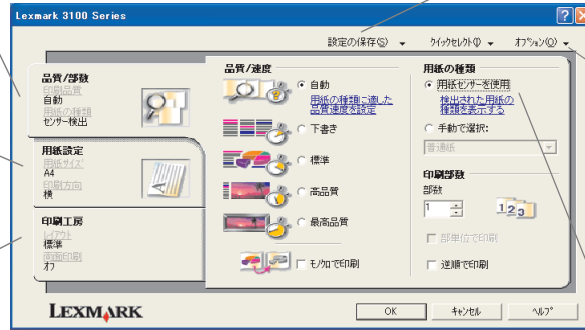 Lexmark 3100 Series
設定の保存(S) クイックセレクト(Q) オプション(O)
品質/部数
印刷品質
自動
用紙の種類
センサー検出
用紙設定
用紙サイズ
A4
印刷方向
横
印刷工房
レイアウト
標準
両面印刷
オフ
品質/速度
自動
用紙の種類に適した
品質速度を設定
下書き
標準
高品質
最高品質
モノクロで印刷
用紙の種類
用紙センサーを使用
検出された用紙の
種類を表示する
手動で選択:
普通紙
印刷部数
部数
1
1 2 3
部単位で印刷
逆順で印刷
LEXMARK
OK キャンセル ヘルプ